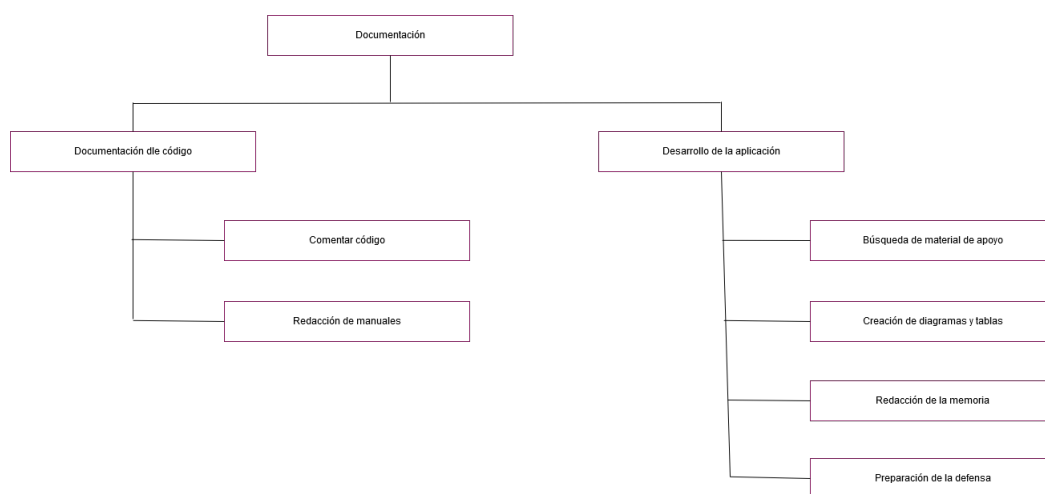 Documentación
Documentación dle código
Desarrollo de la aplicación
Comentar código
Búsqueda de material de apoyo
Redacción de manuales
Creación de diagramas y tablas
Redacción de la memoria
Preparación de la defensa